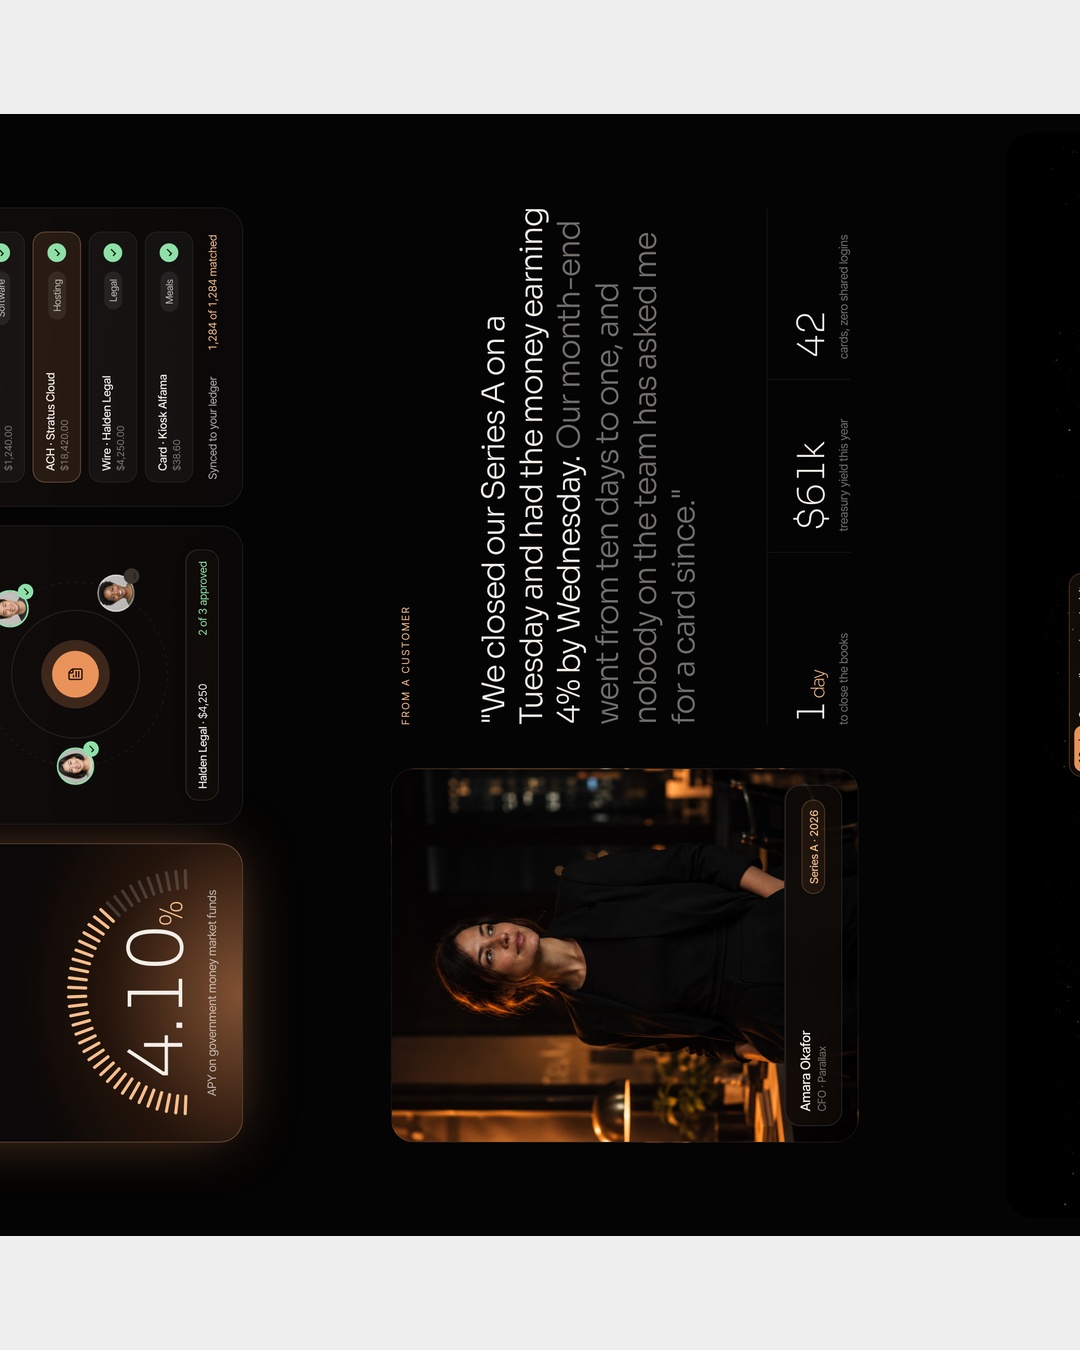 4.10%
APY on government money market funds
Halden Legal · $4,250
2 of 3 approved
$1,240.00
Software
ACH · Stratus Cloud
$18,420.00
Hosting
Wire · Halden Legal
$4,250.00
Legal
Card · Kiosk Alfama
$38.60
Meals
Synced to your ledger
1,284 of 1,284 matched
Amara Okafor
CFO · Parallax
Series A · 2026
FROM A CUSTOMER
"We closed our Series A on a
Tuesday and had the money earning
4% by Wednesday. Our month-end
went from ten days to one, and
nobody on the team has asked me
for a card since."
1 day
to close the books
$61k
treasury yield this year
42
cards, zero shared logins